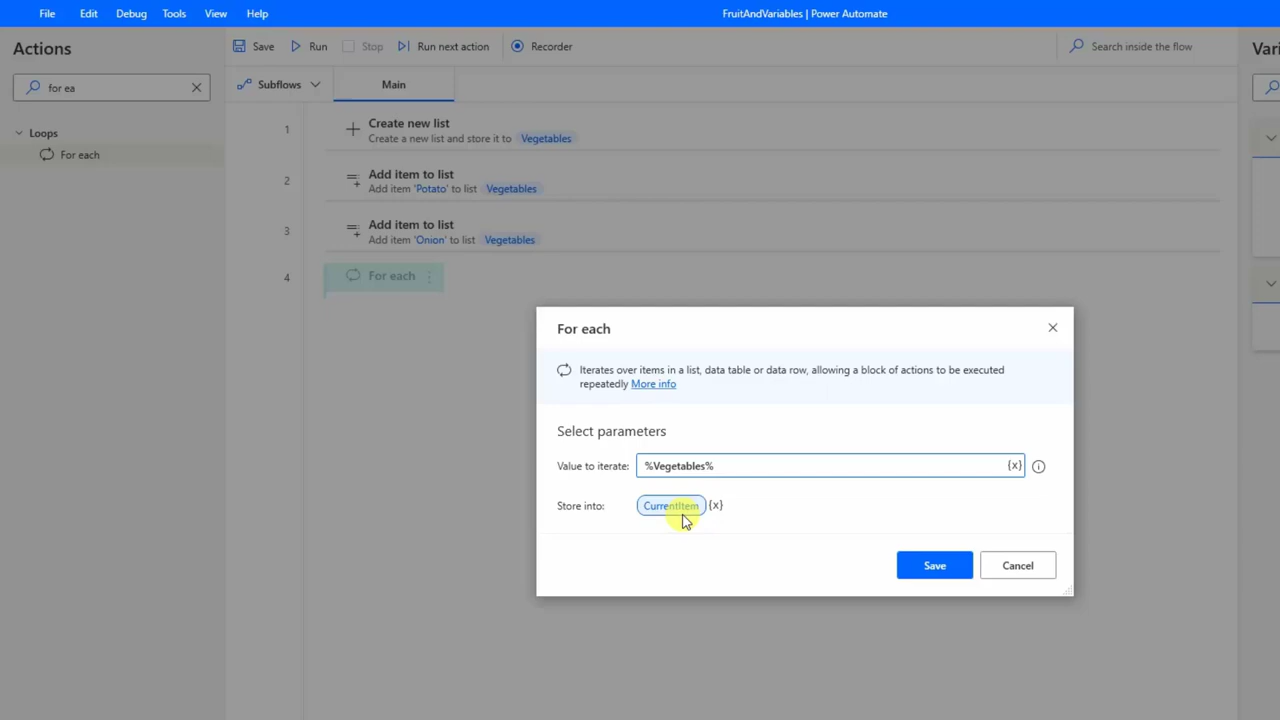 File Edit Debug Tools View Help
FruitAndVariables | Power Automate
Actions
for ea
Loops
For each
Save Run Stop Run next action Recorder
Search inside the flow
Subflows
Main
1
Create new list
Create a new list and store it to Vegetables
2
Add item to list
Add item 'Potato' to list Vegetables
3
Add item to list
Add item 'Onion' to list Vegetables
4
For each
Vari
For each
Iterates over items in a list, data table or data row, allowing a block of actions to be executed
repeatedly More info
Select parameters
Value to iterate: %Vegetables% {x}
Store into: CurrentItem {x}
Save Cancel